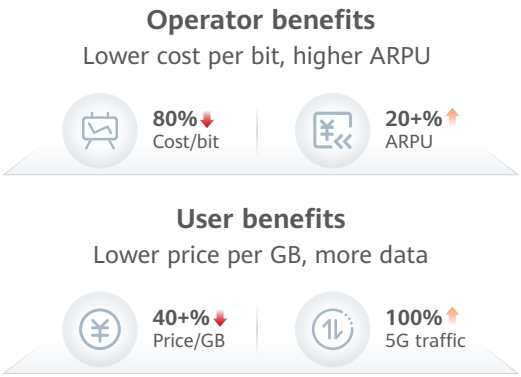 Operator benefits
Lower cost per bit, higher ARPU
80%
Cost/bit
¥
20+%
ARPU
User benefits
Lower price per GB, more data
¥
40+%
Price/GB
100%
5G traffic